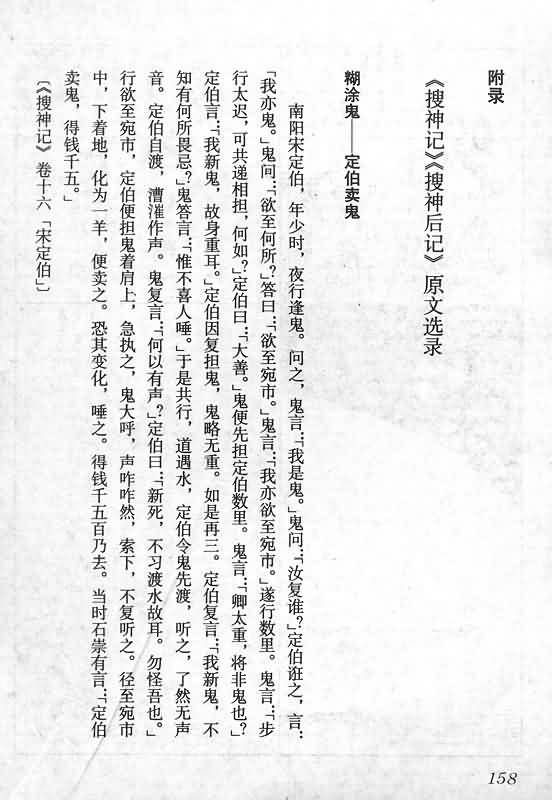 附录
《搜神记》《搜神后记》原文选录
糊涂鬼——定伯卖鬼
南阳宋定伯，年少时，夜行逢鬼。问之，鬼言：「我是鬼。」鬼问：「汝复谁？」定伯诳之，言：
「我亦鬼。」鬼问：「欲至何所？」答曰：「欲至宛市。」鬼言：「我亦欲至宛市。」遂行数里。鬼言：「步
行太迟，可共递相担，何如？」定伯曰：「大善。」鬼便先担定伯数里。鬼言：「卿太重，将非鬼也？」
定伯言：「我新鬼，故身重耳。」定伯因复担鬼，鬼略无重。如是再三。定伯复言：「我新鬼，不
知有何所畏忌？」鬼答言：「惟不喜人唾。」于是共行，道遇水，定伯令鬼先渡，听之，了然无声
音。定伯自渡，漕漼作声。鬼复言：「何以有声？」定伯曰：「新死，不习渡水故耳。勿怪吾也。」
行欲至宛市，定伯便担鬼着肩上，急执之，鬼大呼，声咋咋然，索下，不复听之。径至宛市
中，下着地，化为一羊，便卖之。恐其变化，唾之。得钱千五百乃去。当时石崇有言：「定伯
卖鬼，得钱千五。」
〔《搜神记》卷十六「宋定伯」〕
158